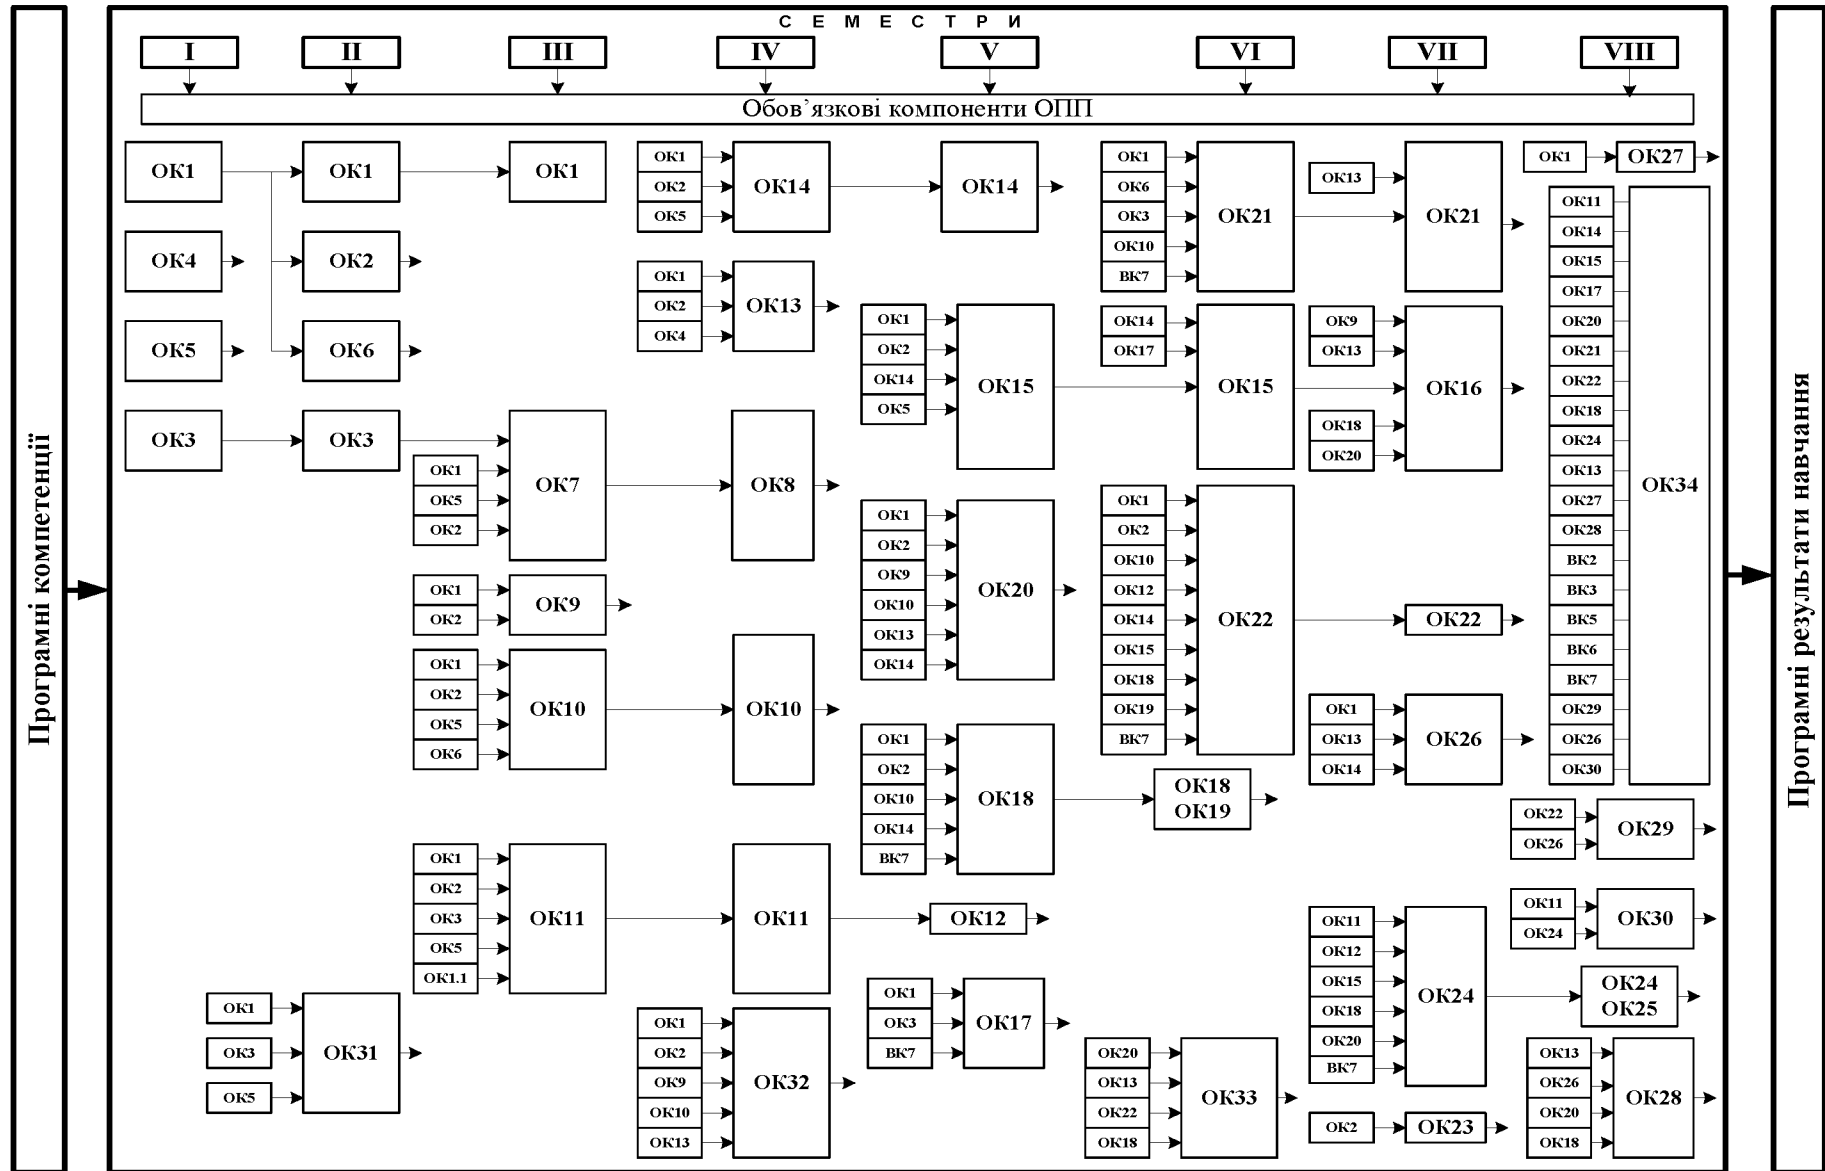 С Е М Е С Т Р И
I
II
III
IV
V
VI
VII
VIII
Обов’язкові компоненти ОПП
Програмні компетенції
ОК1
ОК4
ОК5
ОК3
ОК1
ОК2
ОК6
ОК3
ОК1
ОК3
ОК5
ОК31
ОК1
ОК1
ОК5
ОК2
ОК7
ОК1
ОК2
ОК9
ОК1
ОК2
ОК5
ОК6
ОК10
ОК1
ОК2
ОК3
ОК5
ОК1.1
ОК11
ОК1
ОК2
ОК5
ОК14
ОК1
ОК2
ОК4
ОК13
ОК8
ОК10
ОК11
ОК1
ОК2
ОК9
ОК10
ОК13
ОК32
ОК14
ОК1
ОК2
ОК14
ОК5
ОК15
ОК1
ОК2
ОК9
ОК10
ОК13
ОК14
ОК20
ОК1
ОК2
ОК10
ОК14
ВК7
ОК18
ОК12
ОК1
ОК3
ВК7
ОК17
ОК1
ОК6
ОК3
ОК10
ВК7
ОК21
ОК14
ОК17
ОК15
ОК1
ОК2
ОК10
ОК12
ОК14
ОК15
ОК18
ОК19
ВК7
ОК22
ОК18
ОК19
ОК20
ОК13
ОК22
ОК18
ОК33
ОК13
ОК21
ОК9
ОК13
ОК18
ОК20
ОК16
ОК22
ОК1
ОК13
ОК14
ОК26
ОК11
ОК12
ОК15
ОК18
ОК20
ВК7
ОК24
ОК2
ОК23
ОК1
ОК27
ОК11
ОК14
ОК15
ОК17
ОК20
ОК21
ОК22
ОК18
ОК24
ОК13
ОК27
ОК28
ВК2
ВК3
ВК5
ВК6
ВК7
ОК29
ОК26
ОК30
ОК34
ОК22
ОК26
ОК29
ОК11
ОК24
ОК30
ОК24
ОК25
ОК13
ОК26
ОК20
ОК18
ОК28
Програмні результати навчання